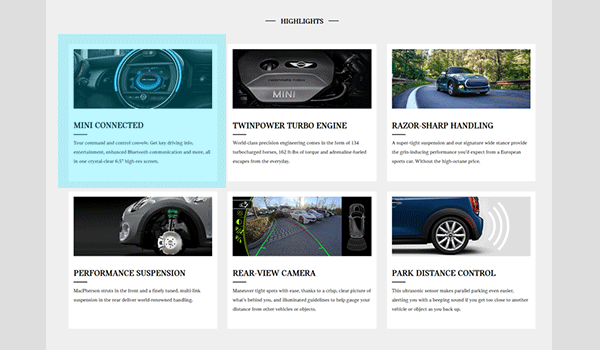 HIGHLIGHTS
MINI CONNECTED
Your command and control console. Get key driving info,
entertainment, enhanced Bluetooth communication and more, all
in one crystal-clear 6.5" high-res screen.
MINI
TWINPOWER TURBO ENGINE
World-class precision engineering comes in the form of 134
turbocharged horses, 162 ft-lbs of torque and adrenaline-fueled
escapes from the everyday.
RAZOR-SHARP HANDLING
A super-tight suspension and our signature wide stance provide
the grin-inducing performance you'd expect from a European
sports car. Without the high-octane price.
PERFORMANCE SUSPENSION
MacPherson struts in the front and a finely tuned, multi-link
suspension in the rear deliver world-renowned handling.
REAR-VIEW CAMERA
Maneuver tight spots with ease, thanks to a crisp, clear picture of
what's behind you, and illuminated guidelines to help gauge your
distance from other vehicles or objects.
PARK DISTANCE CONTROL
This ultrasonic sensor makes parallel parking even easier,
alerting you with a beeping sound if you get too close to another
vehicle or object as you back up.